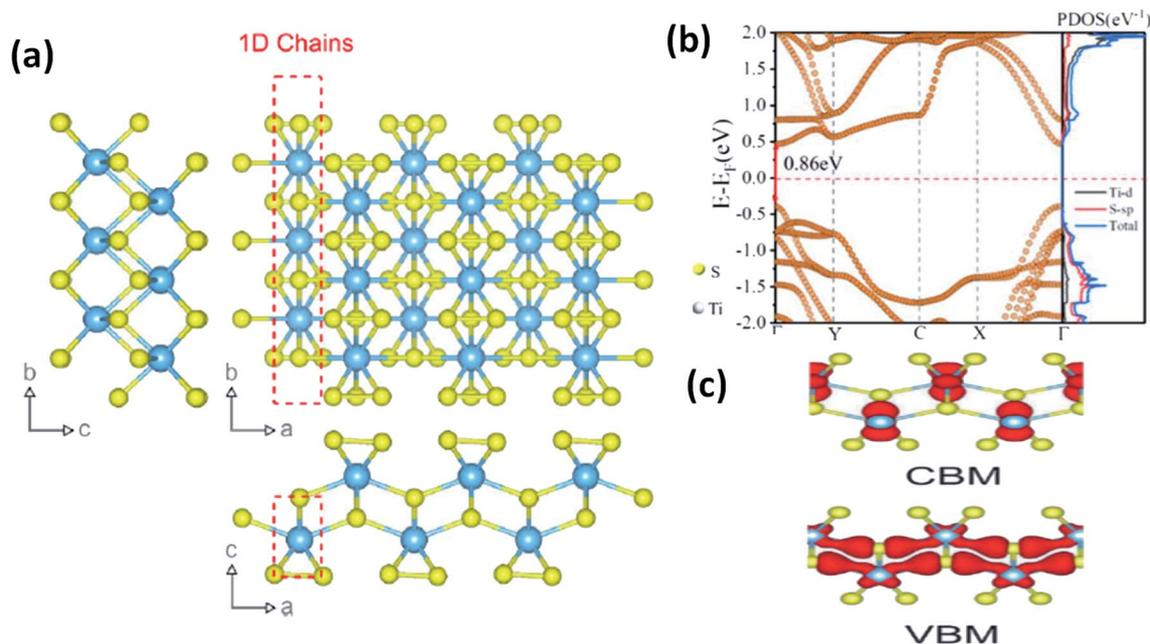 (a)
1D Chains
b
c
b
a
c
a
(b)
PDOS(eV⁻¹)
E-E_F(eV)
2.0
1.5
1.0
0.5
0.0
-0.5
-1.0
-1.5
-2.0
0.86eV
Ti-d
S-sp
Total
S
Ti
Γ Y C X Γ
(c)
CBM
VBM